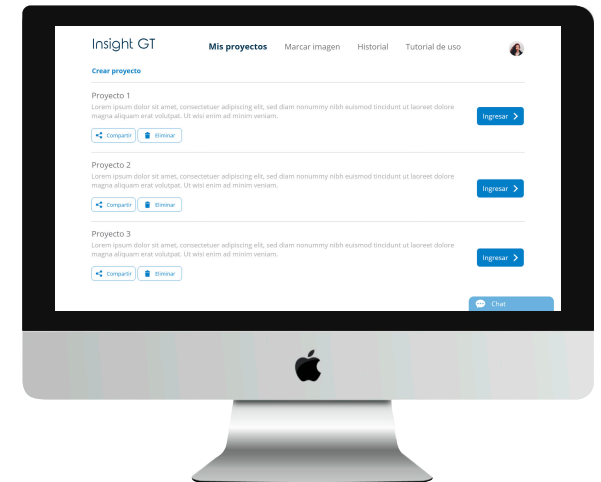 Insight GT
Mis proyectos Marcar imagen Historial Tutorial de uso
Crear proyecto
Proyecto 1
Lorem ipsum dolor sit amet, consectetuer adipiscing elit, sed diam nonummy nibh euismod tincidunt ut laoreet dolore
magna aliquam erat volutpat. Ut wisi enim ad minim veniam.
Ingresar
Compartir Eliminar
Proyecto 2
Lorem ipsum dolor sit amet, consectetuer adipiscing elit, sed diam nonummy nibh euismod tincidunt ut laoreet dolore
magna aliquam erat volutpat. Ut wisi enim ad minim veniam.
Ingresar
Compartir Eliminar
Proyecto 3
Lorem ipsum dolor sit amet, consectetuer adipiscing elit, sed diam nonummy nibh euismod tincidunt ut laoreet dolore
magna aliquam erat volutpat. Ut wisi enim ad minim veniam.
Ingresar
Compartir Eliminar
Chat